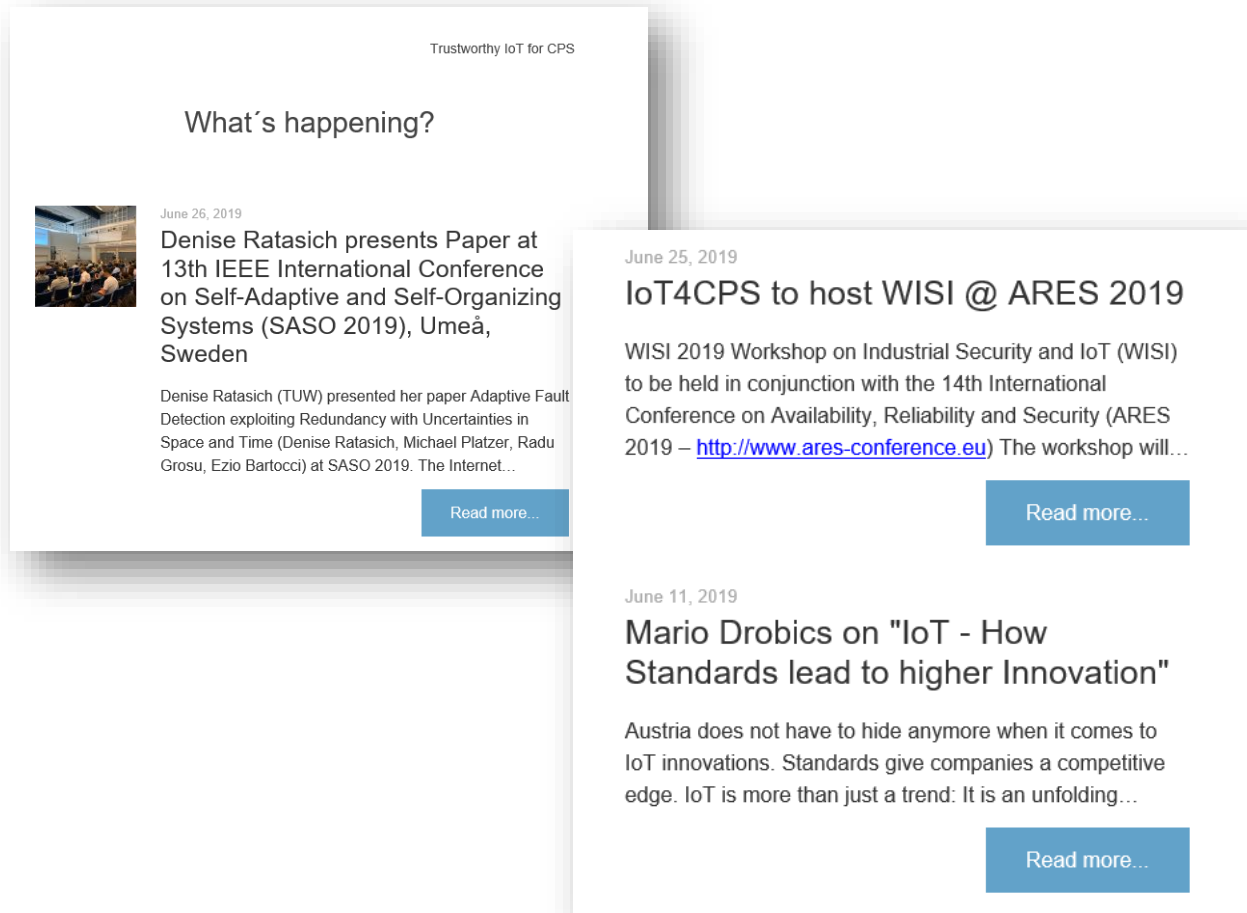 Trustworthy IoT for CPS
What´s happening?
June 26, 2019
Denise Ratasich presents Paper at
13th IEEE International Conference
on Self-Adaptive and Self-Organizing
Systems (SASO 2019), Umeå,
Sweden
Denise Ratasich (TUW) presented her paper Adaptive Fault
Detection exploiting Redundancy with Uncertainties in
Space and Time (Denise Ratasich, Michael Platzer, Radu
Grosu, Ezio Bartocci) at SASO 2019. The Internet…
Read more...
June 25, 2019
IoT4CPS to host WISI @ ARES 2019
WISI 2019 Workshop on Industrial Security and IoT (WISI)
to be held in conjunction with the 14th International
Conference on Availability, Reliability and Security (ARES
2019 – http://www.ares-conference.eu) The workshop will…
Read more...
June 11, 2019
Mario Drobics on "IoT - How
Standards lead to higher Innovation"
Austria does not have to hide anymore when it comes to
IoT innovations. Standards give companies a competitive
edge. IoT is more than just a trend: It is an unfolding…
Read more...